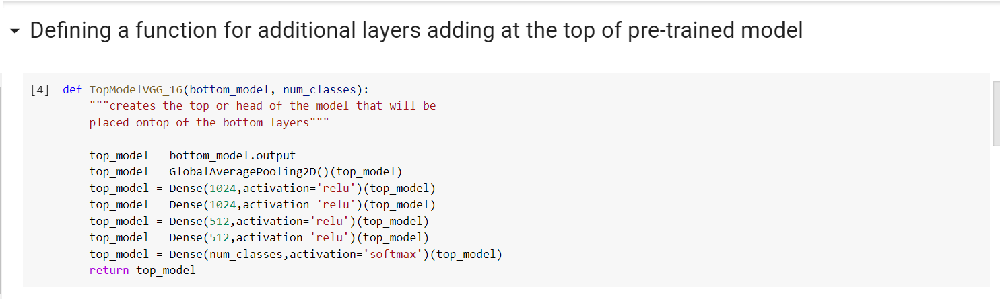 Defining a function for additional layers adding at the top of pre-trained model
[4] def TopModelVGG_16(bottom_model, num_classes):
"""creates the top or head of the model that will be
placed ontop of the bottom layers"""
top_model = bottom_model.output
top_model = GlobalAveragePooling2D()(top_model)
top_model = Dense(1024,activation='relu')(top_model)
top_model = Dense(1024,activation='relu')(top_model)
top_model = Dense(512,activation='relu')(top_model)
top_model = Dense(512,activation='relu')(top_model)
top_model = Dense(num_classes,activation='softmax')(top_model)
return top_model